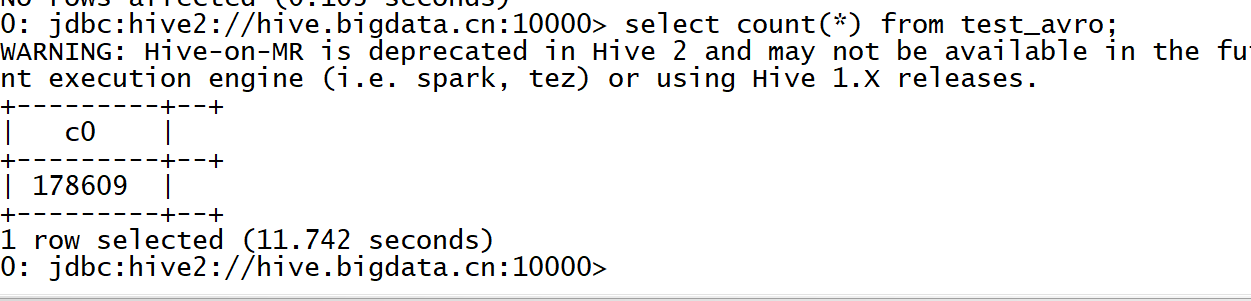 No rows affected (0.109 seconds)
0: jdbc:hive2://hive.bigdata.cn:10000> select count(*) from test_avro;
WARNING: Hive-on-MR is deprecated in Hive 2 and may not be available in the
nt execution engine (i.e. spark, tez) or using Hive 1.X releases.
+---------+--+
|   c0    |
+---------+--+
| 178609  |
+---------+--+
1 row selected (11.742 seconds)
0: jdbc:hive2://hive.bigdata.cn:10000>